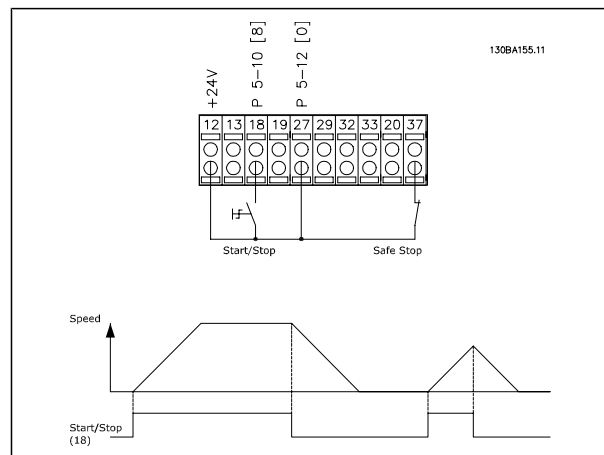 130BA155.11
+24V
P 5-10 [8]
P 5-12 [0]
12 13 18 19 27 29 32 33 20 37
Start/Stop
Safe Stop
Speed
Start/Stop
(18)